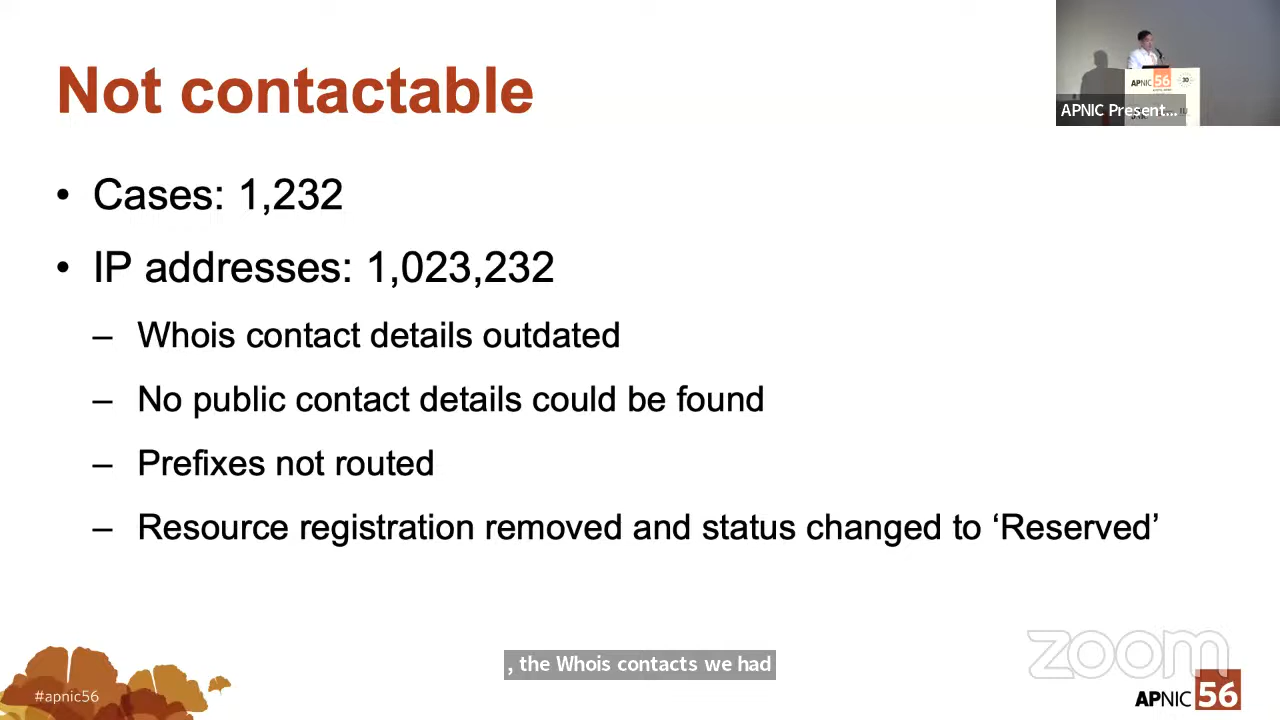 Not contactable
• Cases: 1,232
• IP addresses: 1,023,232
– Whois contact details outdated
– No public contact details could be found
– Prefixes not routed
– Resource registration removed and status changed to ‘Reserved’
APNIC 56
APNIC Present...
, the Whois contacts we had
#apnic56
zoom
APNIC 56